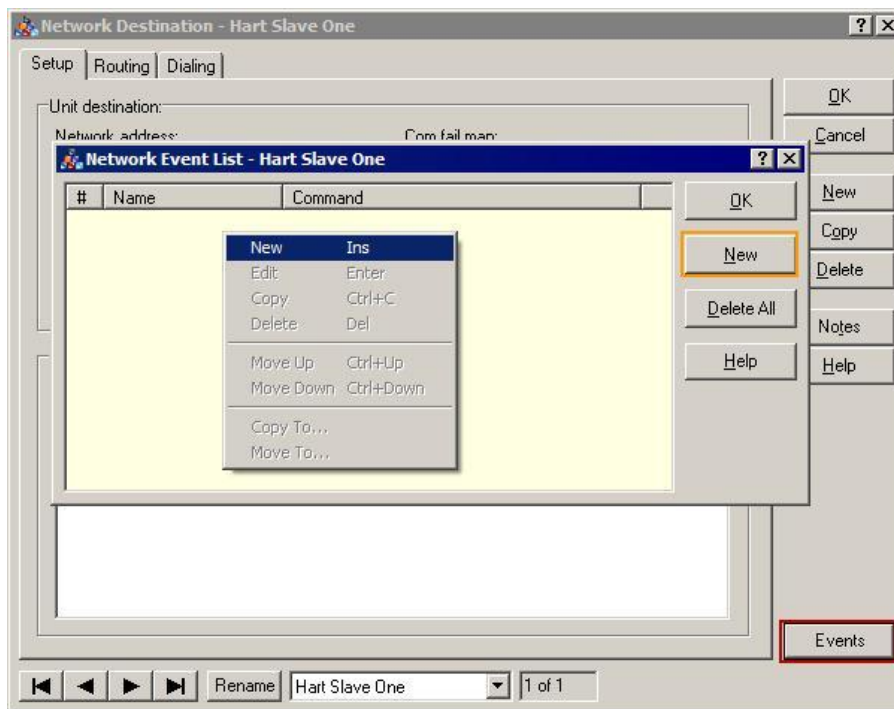 Network Destination - Hart Slave One
Setup Routing Dialing
Unit destination:
Network address: Com fail map:
OK
Cancel
New
Copy
Delete
Notes
Help
Events
Network Event List - Hart Slave One
# Name Command
New Ins
Edit Enter
Copy Ctrl+C
Delete Del
Move Up Ctrl+Up
Move Down Ctrl+Down
Copy To...
Move To...
OK
New
Delete All
Help
Rename Hart Slave One 1 of 1